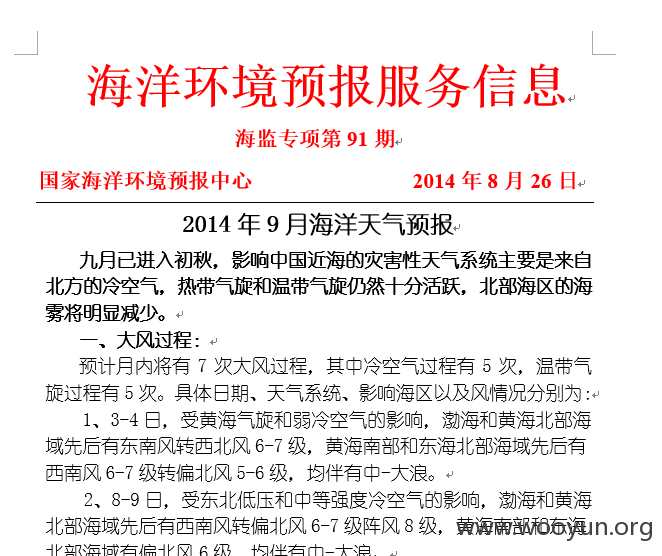 海洋环境预报服务信息
海监专项第 91 期
国家海洋环境预报中心 2014 年 8 月 26 日
2014 年 9 月海洋天气预报
九月已进入初秋，影响中国近海的灾害性天气系统主要是来自
北方的冷空气，热带气旋和温带气旋仍然十分活跃，北部海区的海
雾将明显减少。
一、大风过程：
预计月内将有 7 次大风过程，其中冷空气过程有 5 次，温带气
旋过程有 5 次。具体日期、天气系统、影响海区以及风情况分别为：
1、3-4 日，受黄海气旋和弱冷空气的影响，渤海和黄海北部海
域先后有东南风转西北风 6-7 级，黄海南部和东海北部海域先后有
西南风 6-7 级转偏北风 5-6 级，均伴有中-大浪。
2、8-9 日，受东北低压和中等强度冷空气的影响，渤海和黄海
北部海域先后有西南风转偏北风 6-7 级阵风 8 级，黄海南部和东海
北部海域有偏北风 6 级，均伴有中-大浪。
www.wooyun.org